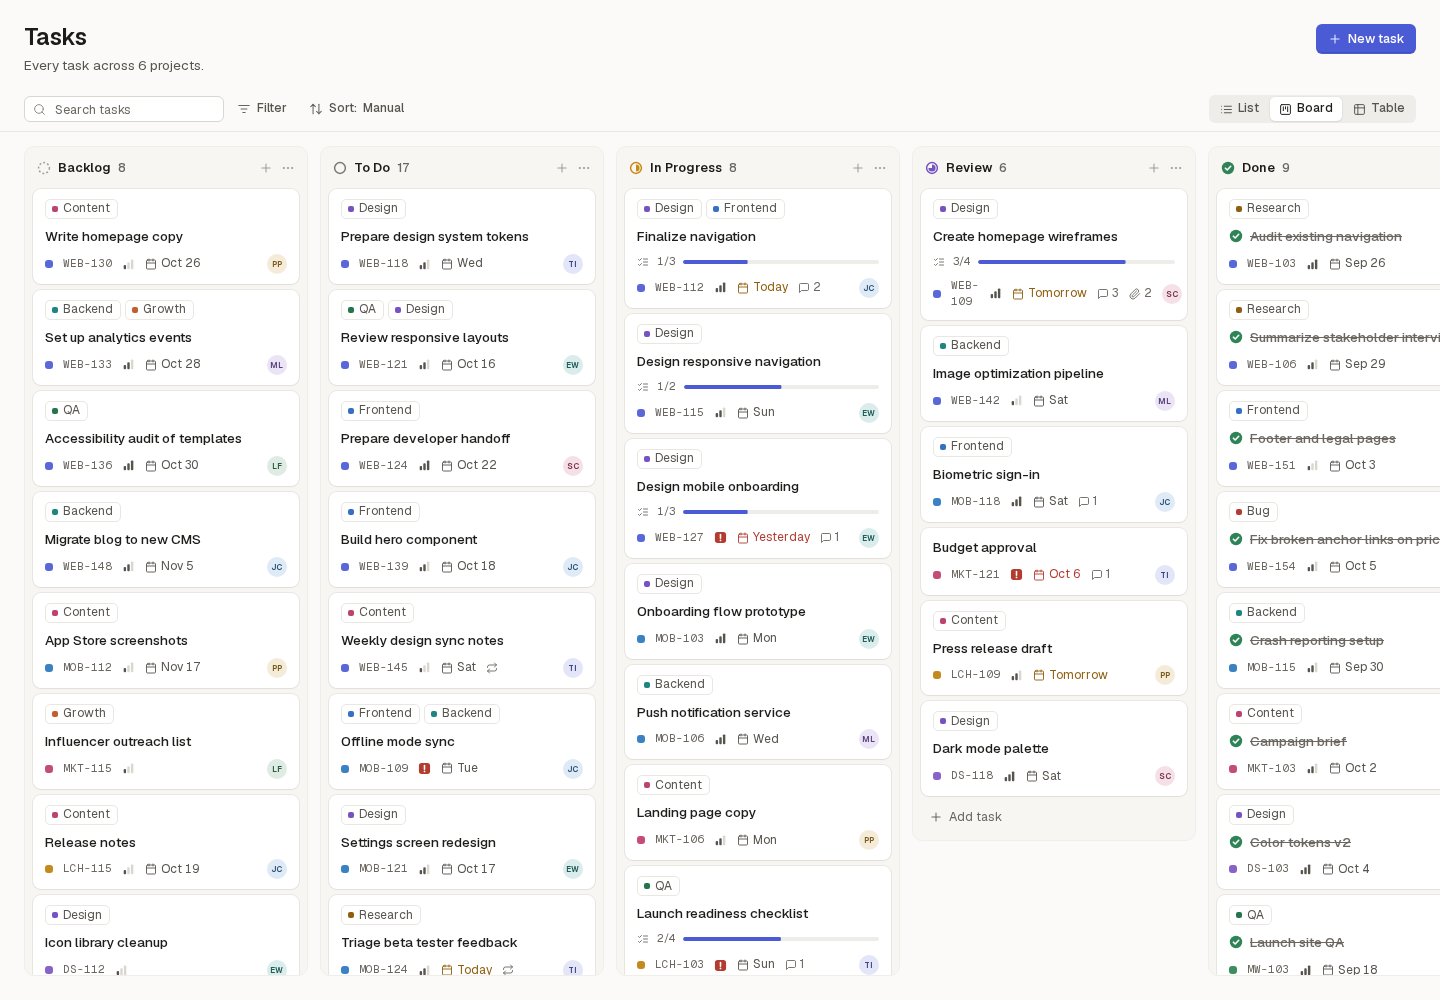 Tasks
Every task across 6 projects.
New task
Search tasks
Filter
Sort: Manual
List
Board
Table
Backlog 8
Content
Write homepage copy
WEB-130 Oct 26 PP
Backend Growth
Set up analytics events
WEB-133 Oct 28 ML
QA
Accessibility audit of templates
WEB-136 Oct 30 LF
Backend
Migrate blog to new CMS
WEB-148 Nov 5 JC
Content
App Store screenshots
MOB-112 Nov 17 PP
Growth
Influencer outreach list
MKT-115 LF
Content
Release notes
LCH-115 Oct 19 JC
Design
Icon library cleanup
DS-112 EW
To Do 17
Design
Prepare design system tokens
WEB-118 Wed TI
QA Design
Review responsive layouts
WEB-121 Oct 16 EW
Frontend
Prepare developer handoff
WEB-124 Oct 22 SC
Frontend
Build hero component
WEB-139 Oct 18 JC
Content
Weekly design sync notes
WEB-145 Sat TI
Frontend Backend
Offline mode sync
MOB-109 Tue JC
Design
Settings screen redesign
MOB-121 Oct 17 EW
Research
Triage beta tester feedback
MOB-124 Today TI
In Progress 8
Design Frontend
Finalize navigation
1/3
WEB-112 Today 2 JC
Design
Design responsive navigation
1/2
WEB-115 Sun EW
Design
Design mobile onboarding
1/3
WEB-127 Yesterday 1 EW
Design
Onboarding flow prototype
MOB-103 Mon EW
Backend
Push notification service
MOB-106 Wed ML
Content
Landing page copy
MKT-106 Mon PP
QA
Launch readiness checklist
2/4
LCH-103 Sun 1 TI
Review 6
Design
Create homepage wireframes
3/4
WEB-
109 Tomorrow 3 2 SC
Backend
Image optimization pipeline
WEB-142 Sat ML
Frontend
Biometric sign-in
MOB-118 Sat 1 JC
Budget approval
MKT-121 Oct 6 1 TI
Content
Press release draft
LCH-109 Tomorrow PP
Design
Dark mode palette
DS-118 Sat SC
Add task
Done 9
Research
Audit existing navigation
WEB-103 Sep 26
Research
Summarize stakeholder intervi
WEB-106 Sep 29
Frontend
Footer and legal pages
WEB-151 Oct 3
Bug
Fix broken anchor links on pric
WEB-154 Oct 5
Backend
Crash reporting setup
MOB-115 Sep 30
Content
Campaign brief
MKT-103 Oct 2
Design
Color tokens v2
DS-103 Oct 4
QA
Launch site QA
MW-103 Sep 18